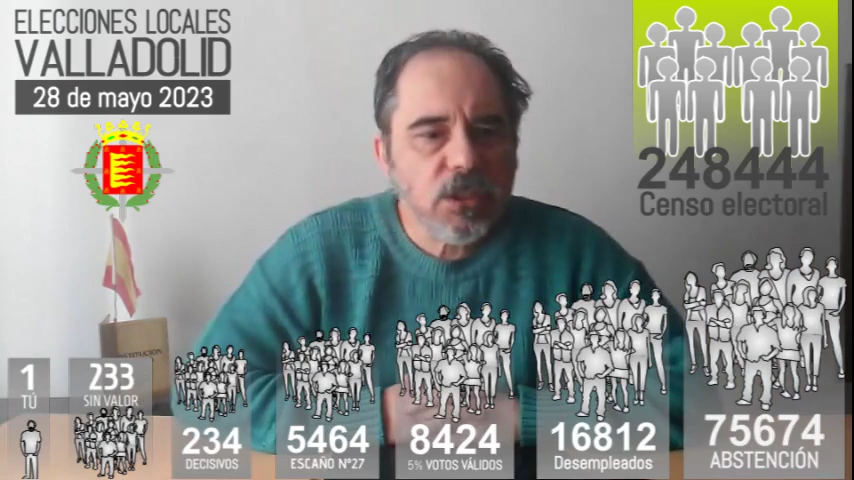 ELECCIONES LOCALES
VALLADOLID
28 de mayo 2023
248444
Censo electoral
1
TÚ
233
SIN VALOR
234
DECISIVOS
5464
ESCAÑO Nº27
8424
5% VOTOS VÁLIDOS
16812
Desempleados
75674
ABSTENCIÓN